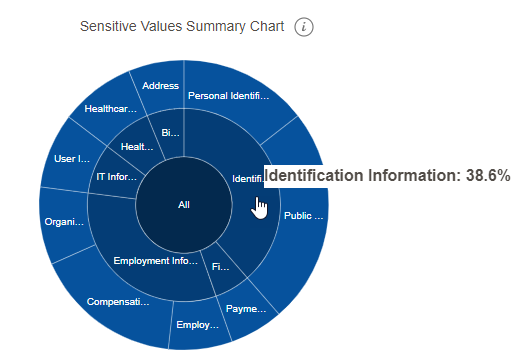 Sensitive Values Summary Chart i
Address
Personal Identifi...
Healthcar...
Bi...
Healt...
User I...
IT Infor...
Identifi...
Identification Information: 38.6%
All
Public ...
Organi...
Employment Info...
Fi...
Compensati...
Payme...
Employ...